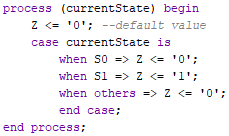 process (currentState) begin
    Z <= '0'; --default value
    case currentState is
        when S0 => Z <= '0';
        when S1 => Z <= '1';
        when others => Z <= '0';
        end case;
end process;